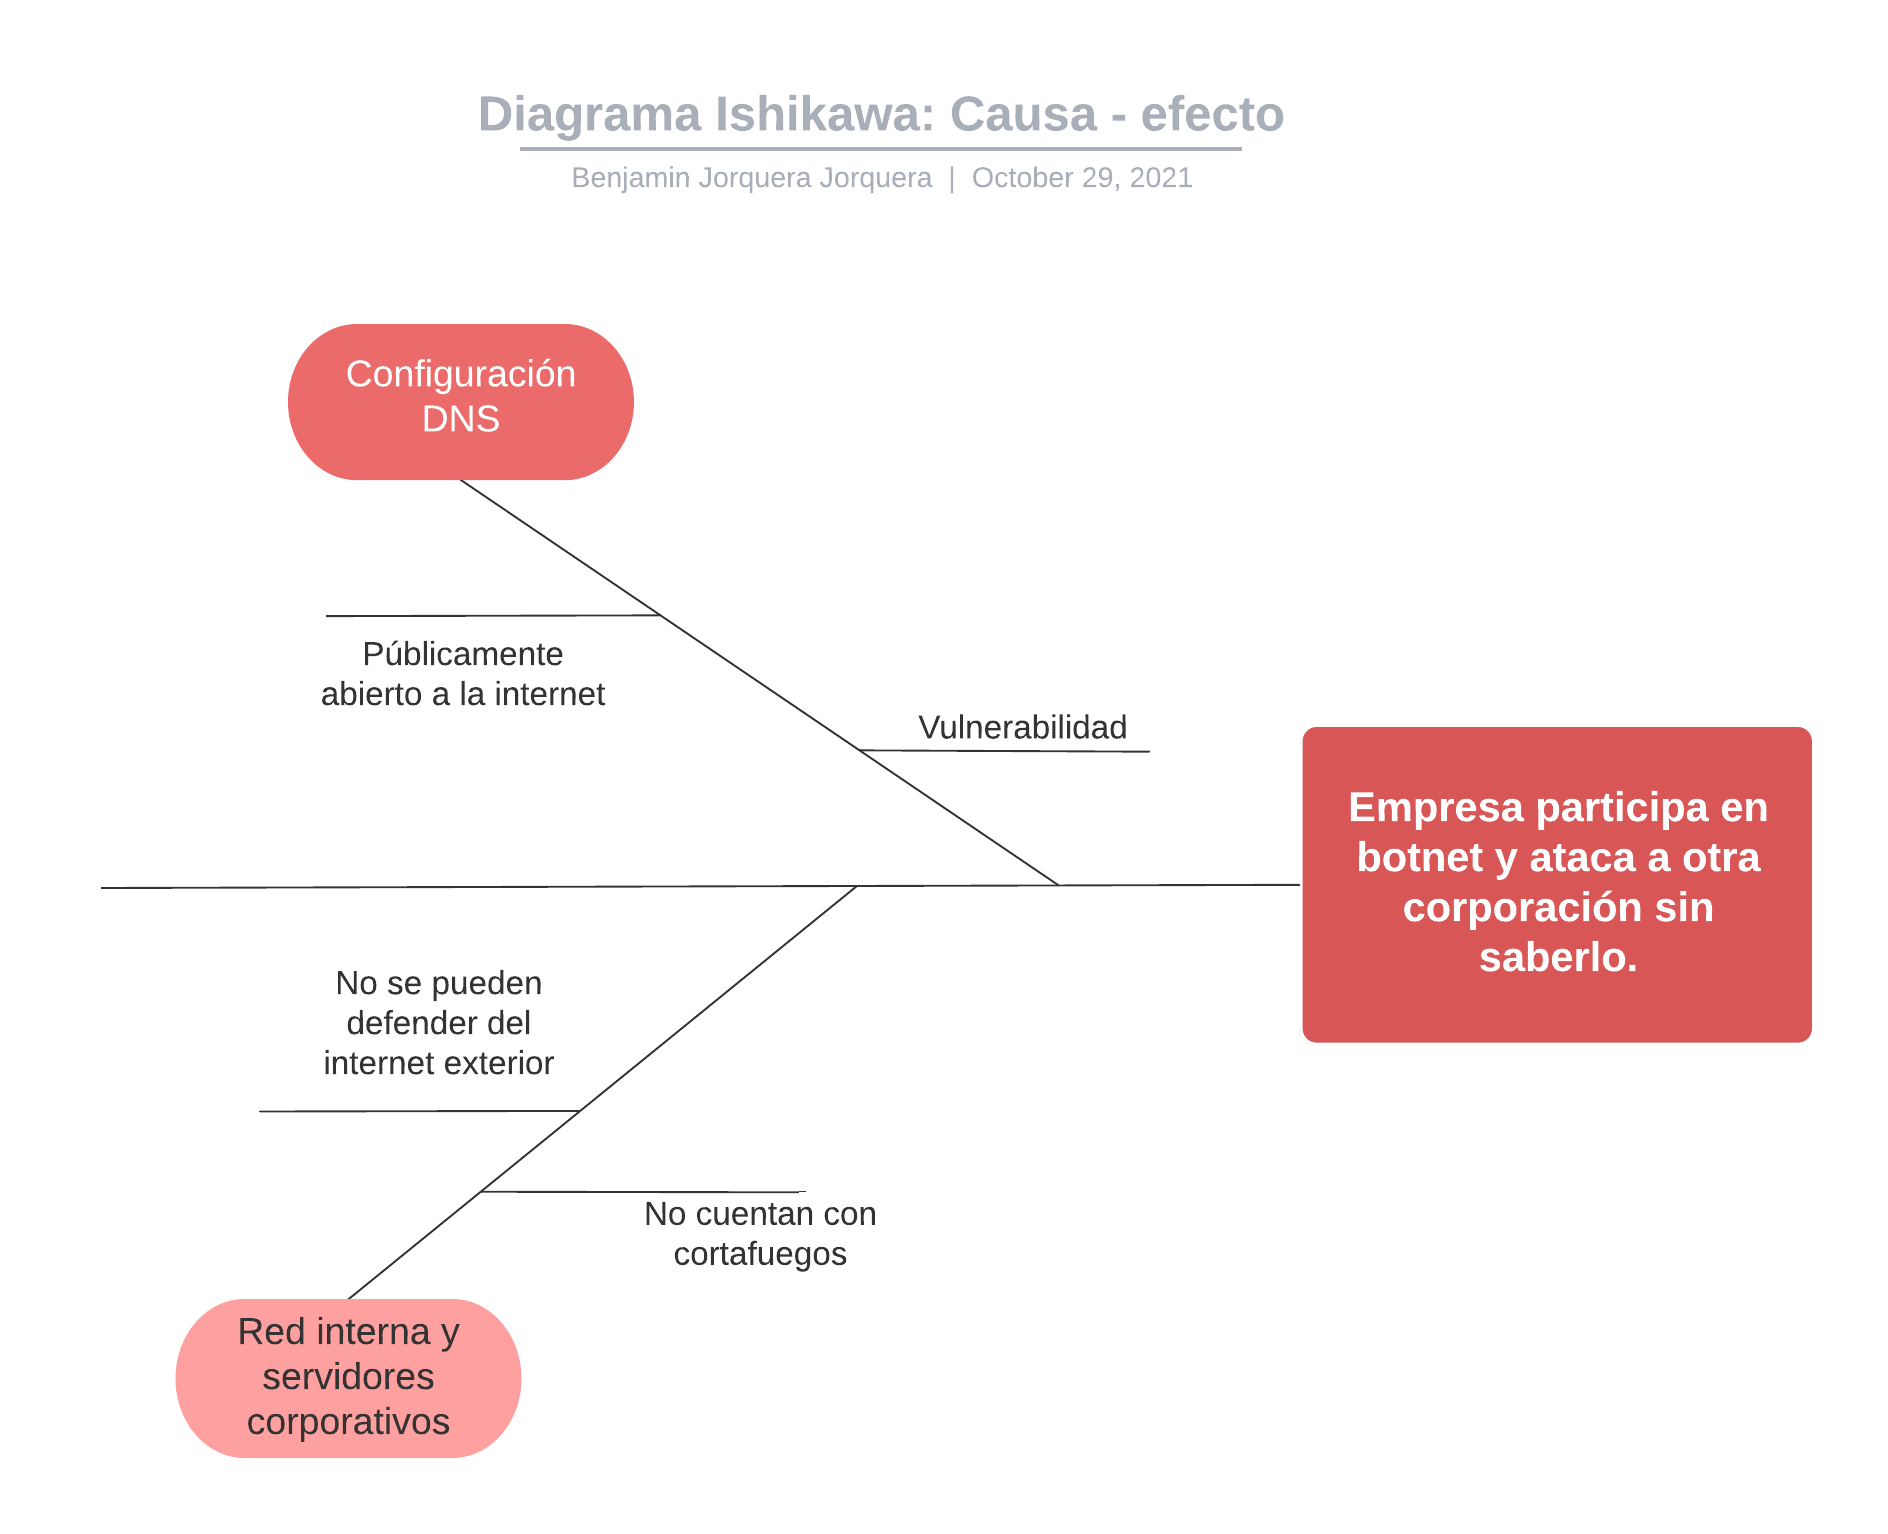 Diagrama Ishikawa: Causa - efecto
Benjamin Jorquera Jorquera | October 29, 2021
Configuración
DNS
Públicamente
abierto a la internet
Vulnerabilidad
Empresa participa en
botnet y ataca a otra
corporación sin
saberlo.
No se pueden
defender del
internet exterior
No cuentan con
cortafuegos
Red interna y
servidores
corporativos